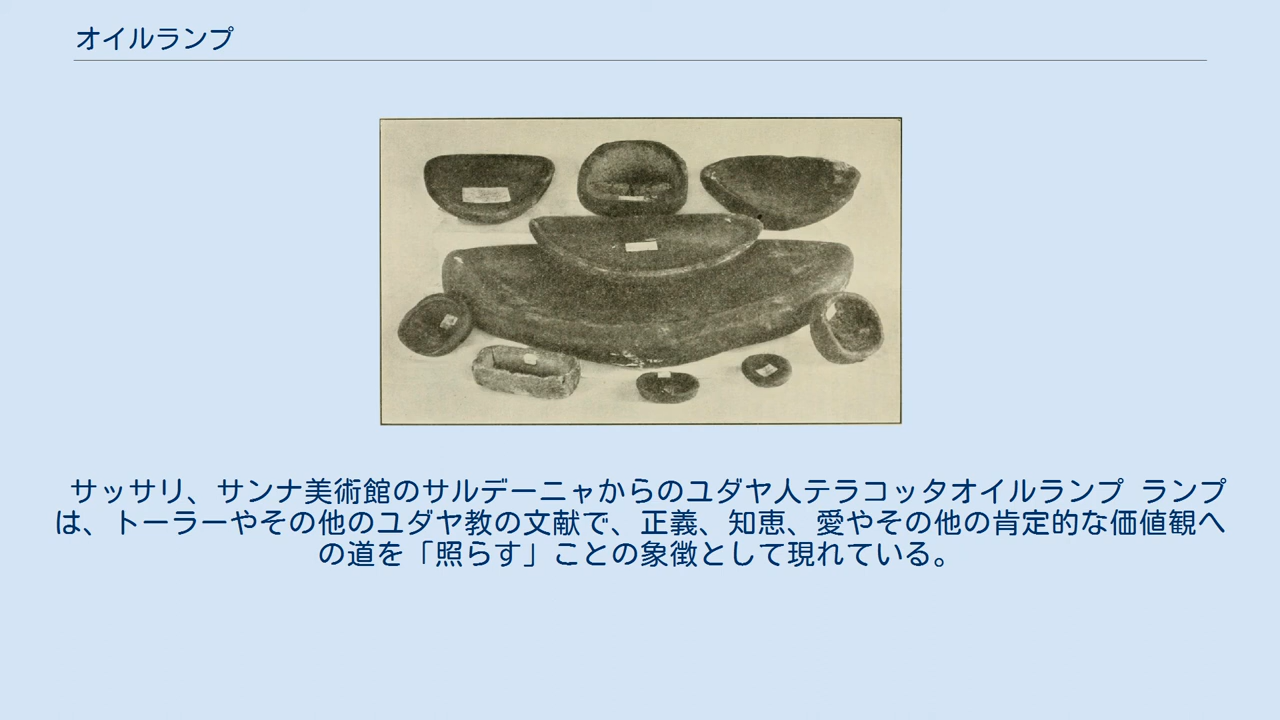 オイルランプ
サッサリ、サンナ美術館のサルデーニャからのユダヤ人テラコッタオイルランプ ランプ
は、トーラーやその他のユダヤ教の文献で、正義、知恵、愛やその他の肯定的な価値観へ
の道を「照らす」ことの象徴として現れている。